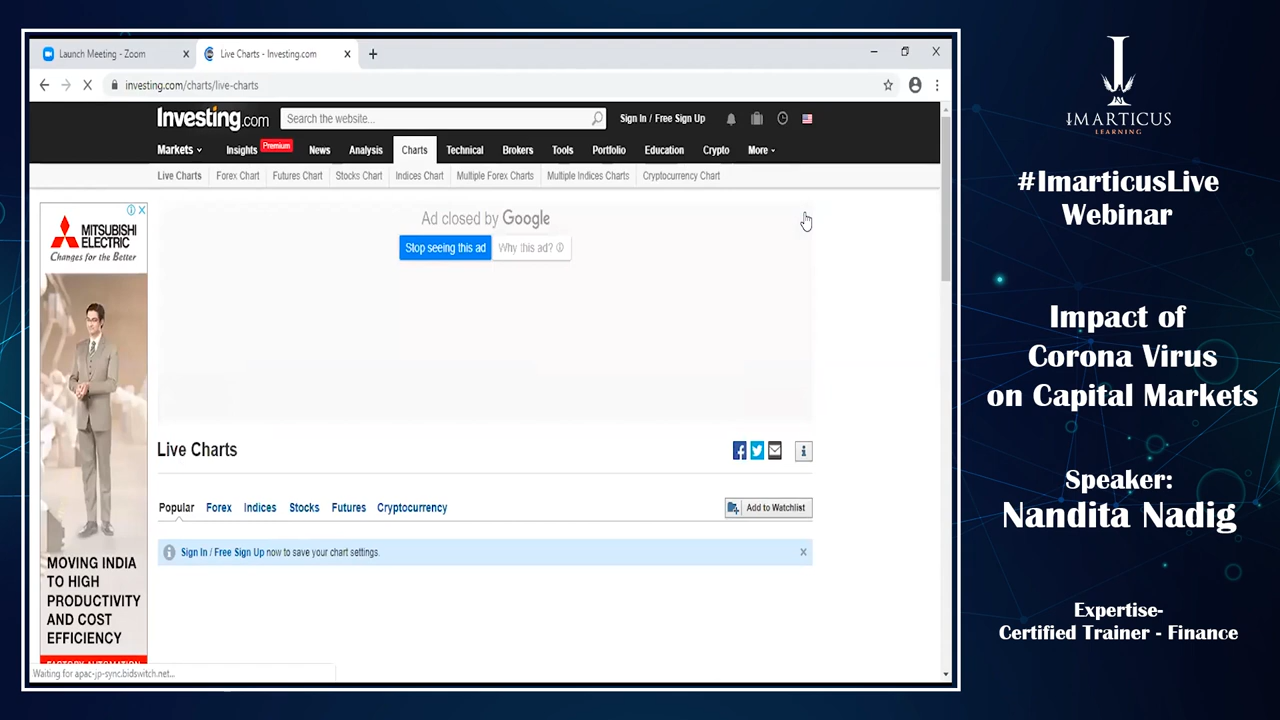 Launch Meeting - Zoom
Live Charts - Investing.com
investing.com/charts/live-charts
Investing.com
Search the website...
Sign In / Free Sign Up
Markets Insights Premium News Analysis Charts Technical Brokers Tools Portfolio Education Crypto More
Live Charts Forex Chart Futures Chart Stocks Chart Indices Chart Multiple Forex Charts Multiple Indices Charts Cryptocurrency Chart
MITSUBISHI
ELECTRIC
Changes for the Better
MOVING INDIA
TO HIGH
PRODUCTIVITY
AND COST
EFFICIENCY
FACTORY AUTOMATION
Ad closed by Google
Stop seeing this ad Why this ad?
Live Charts
Popular Forex Indices Stocks Futures Cryptocurrency
Add to Watchlist
Sign In / Free Sign Up now to save your chart settings.
Waiting for apac-jp-sync.bidswitch.net...
IMARTICUS
LEARNING
#ImarticusLive
Webinar
Impact of
Corona Virus
on Capital Markets
Speaker:
Nandita Nadig
Expertise-
Certified Trainer - Finance